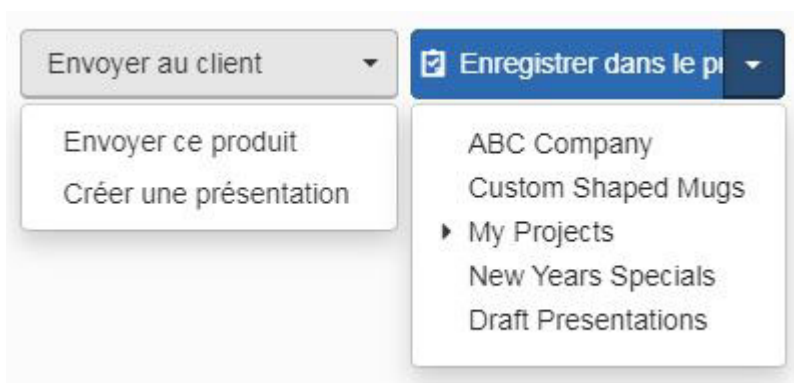 Envoyer au client
Envoyer ce produit
Créer une présentation
Enregistrer dans le
ABC Company
Custom Shaped Mugs
My Projects
New Years Specials
Draft Presentations